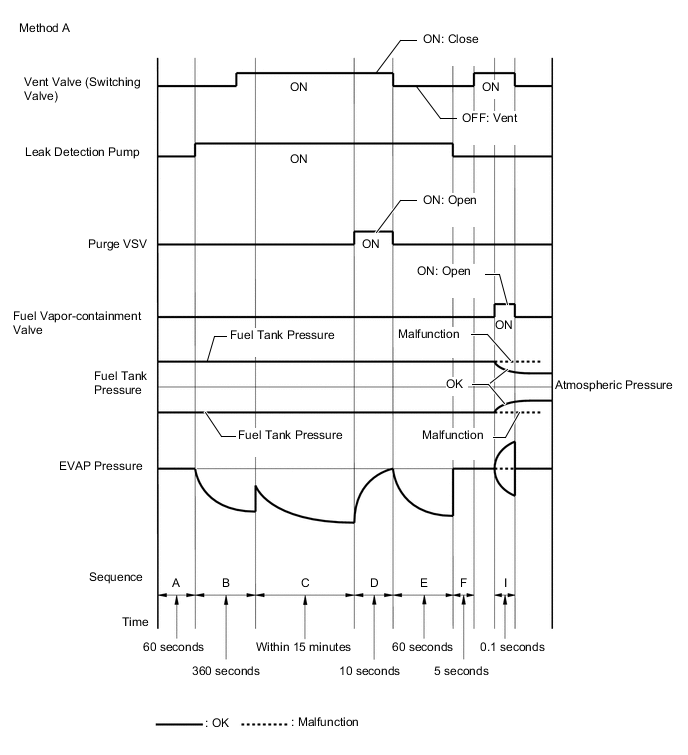 Method A
ON: Close
Vent Valve (Switching
Valve)
ON
ON
OFF: Vent
Leak Detection Pump
ON
ON: Open
Purge VSV
ON
ON: Open
Fuel Vapor-containment
Valve
ON
Fuel Tank Pressure
Malfunction
Fuel Tank
Pressure
OK
Atmospheric Pressure
Fuel Tank Pressure
Malfunction
EVAP Pressure
Sequence
A
B
C
D
E
F
I
Time
60 seconds
Within 15 minutes
60 seconds
0.1 seconds
360 seconds
10 seconds
5 seconds
: OK
: Malfunction